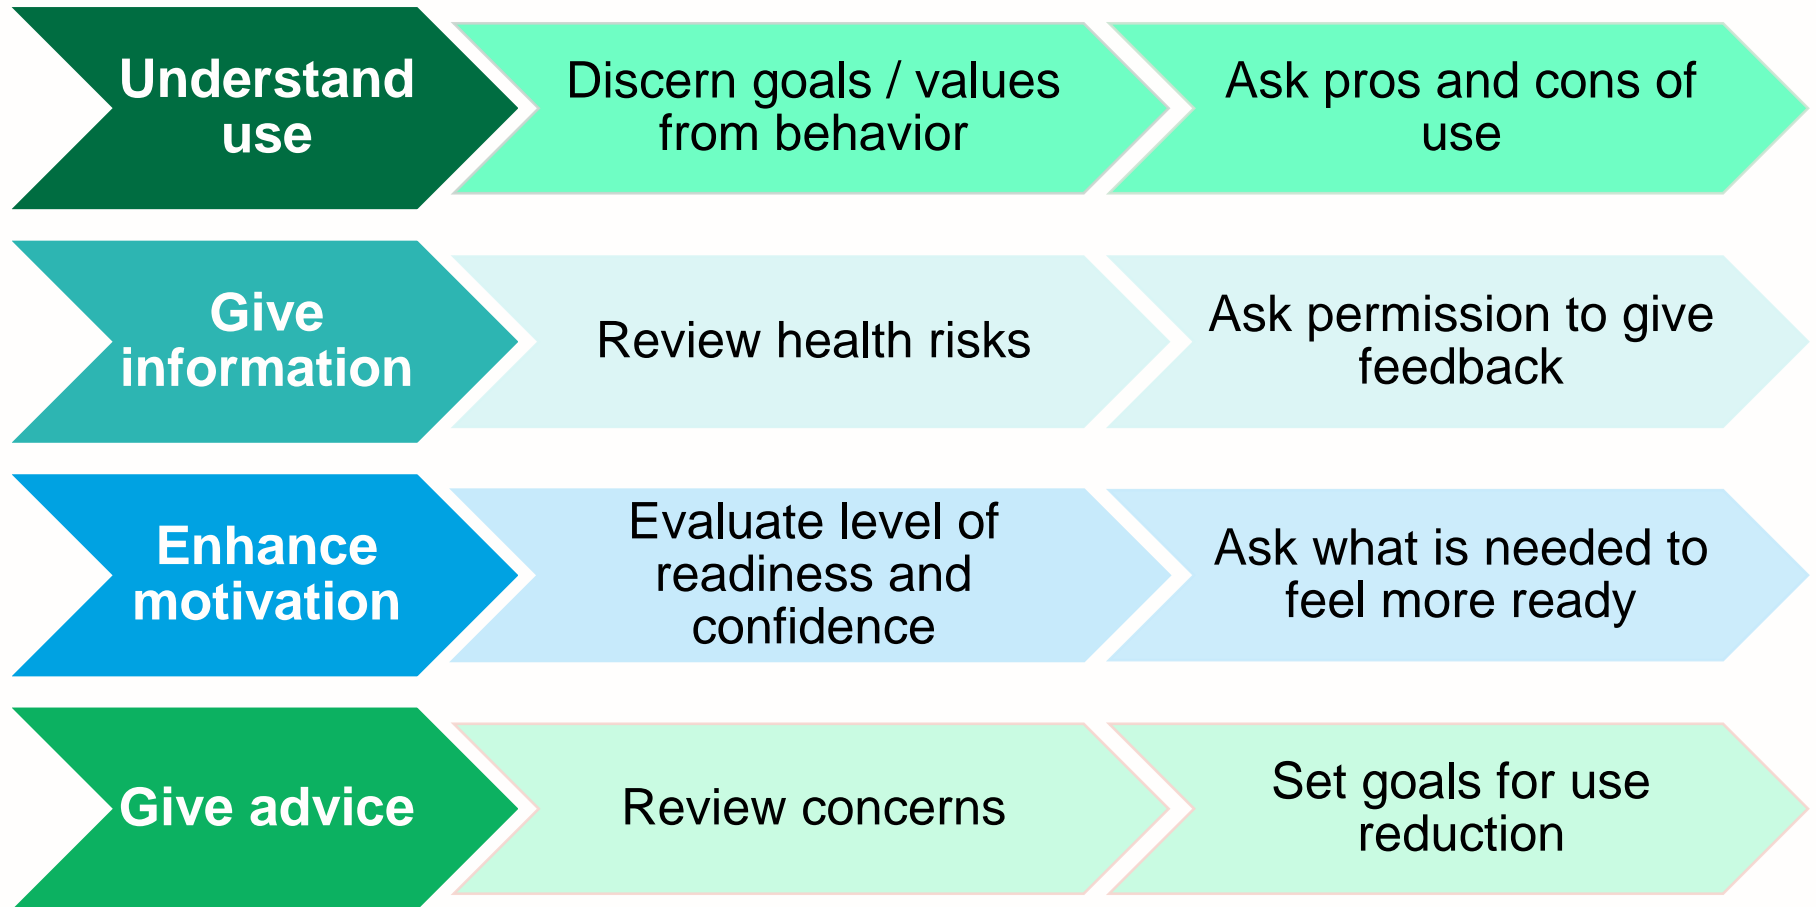 Understand
use
Discern goals / values
from behavior
Ask pros and cons of
use
Give
information
Review health risks
Ask permission to give
feedback
Enhance
motivation
Evaluate level of
readiness and
confidence
Ask what is needed to
feel more ready
Give advice
Review concerns
Set goals for use
reduction